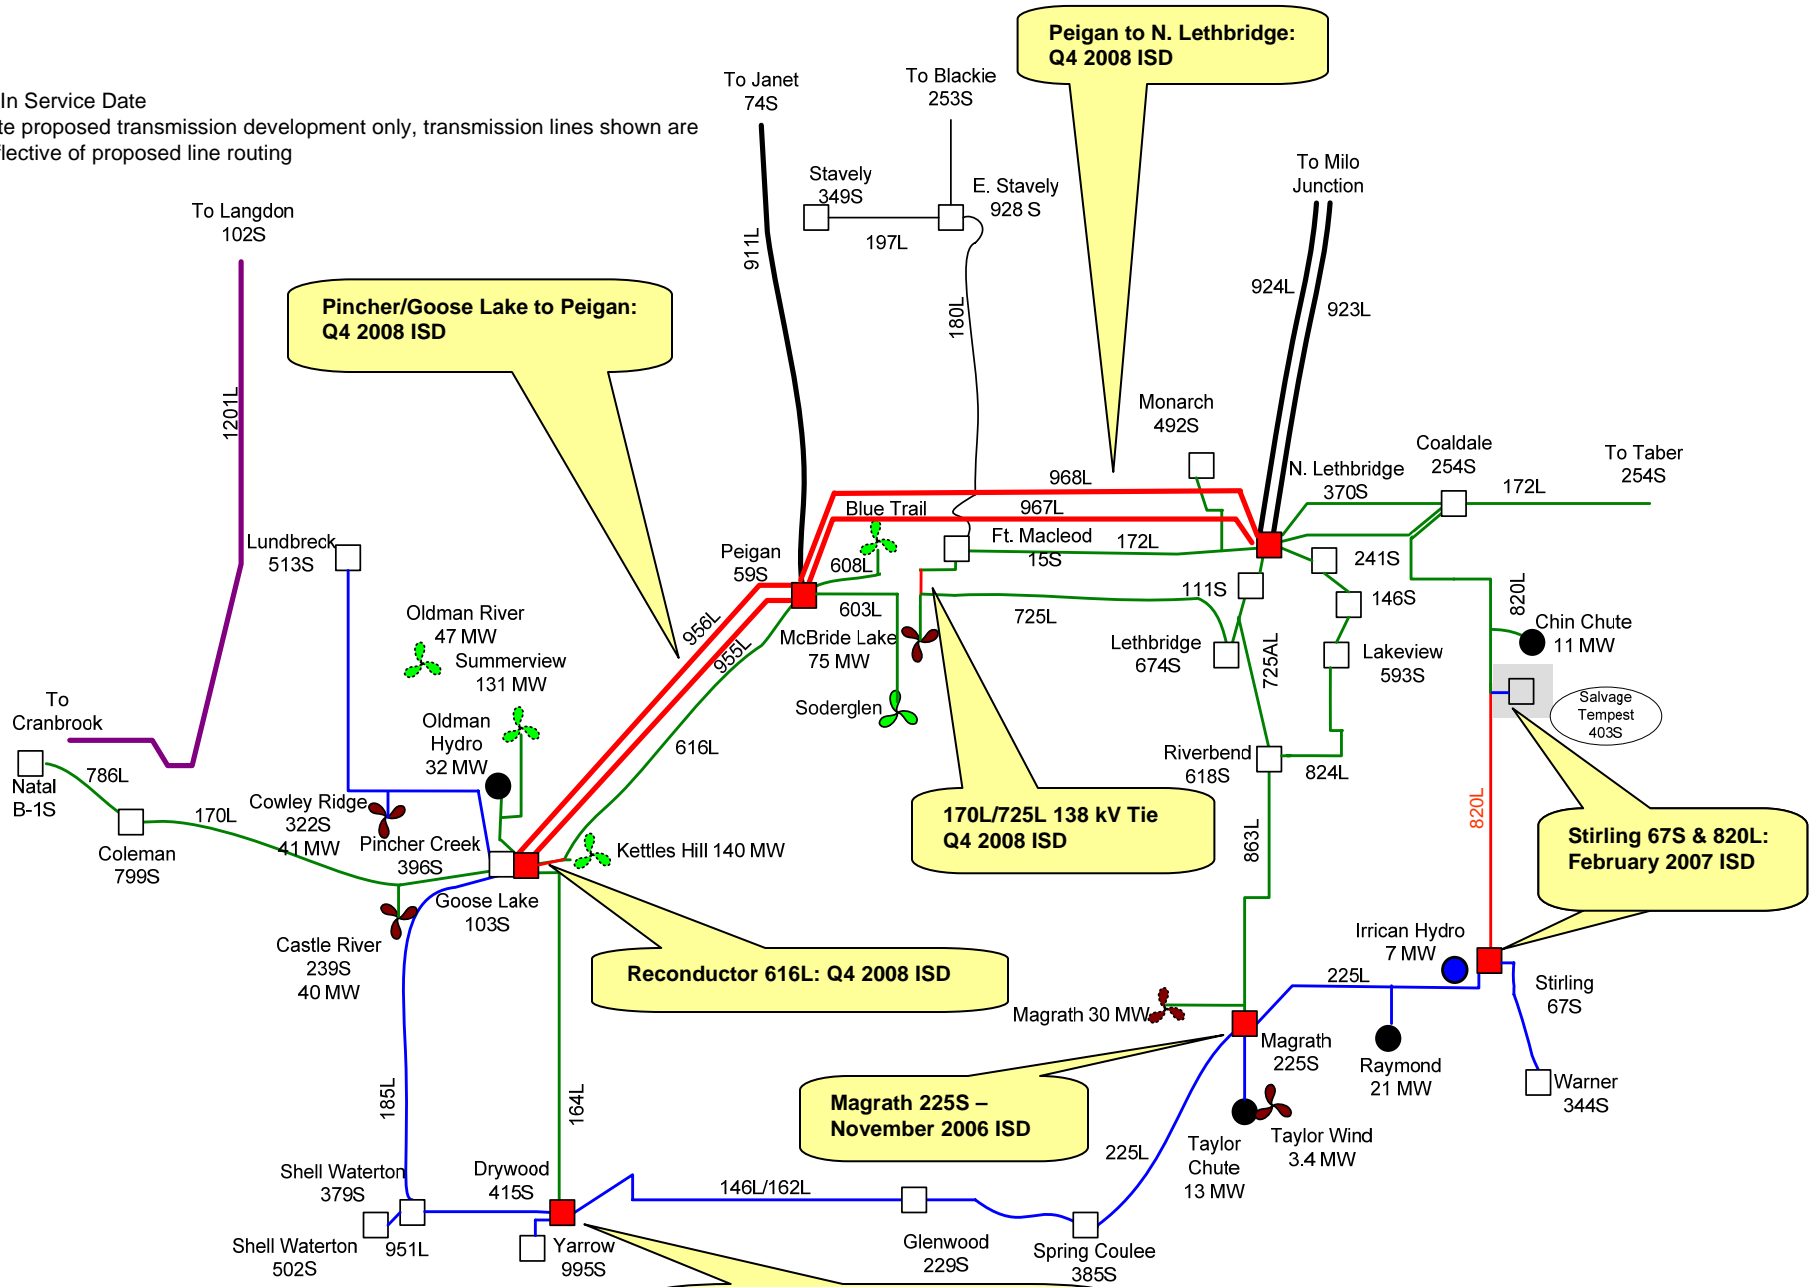 In Service Date
te proposed transmission development only, transmission lines shown are
flective of proposed line routing
Peigan to N. Lethbridge:
Q4 2008 ISD
To Janet
74S
To Blackie
253S
To Milo
Junction
Stavely
349S
E. Stavely
928 S
197L
To Langdon
102S
911L
924L
923L
180L
Pincher/Goose Lake to Peigan:
Q4 2008 ISD
1201L
Monarch
492S
N. Lethbridge
370S
Coaldale
254S
172L
To Taber
254S
968L
967L
Blue Trail
Ft. Macleod
15S
172L
Lundbreck
513S
Peigan
59S
608L
603L
241S
146S
111S
820L
Chin Chute
11 MW
Oldman River
47 MW
Summerview
131 MW
956L
955L
McBride Lake
75 MW
725L
Lethbridge
674S
725AL
Lakeview
593S
Salvage
Tempest
403S
To
Cranbrook
Oldman
Hydro
32 MW
Soderglen
616L
Riverbend
618S
824L
Natal
B-1S
786L
170L
Cowley Ridge
322S
41 MW
Pincher Creek
396S
Coleman
799S
Kettles Hill 140 MW
170L/725L 138 kV Tie
Q4 2008 ISD
863L
820L
Stirling 67S & 820L:
February 2007 ISD
Goose Lake
103S
Castle River
239S
40 MW
Reconductor 616L: Q4 2008 ISD
Irrican Hydro
7 MW
225L
Stirling
67S
Magrath 30 MW
Magrath
225S
Raymond
21 MW
Warner
344S
185L
164L
Magrath 225S –
November 2006 ISD
Taylor
Chute
13 MW
Taylor Wind
3.4 MW
225L
Shell Waterton
379S
Drywood
415S
146L/162L
Shell Waterton
502S
951L
Yarrow
995S
Glenwood
229S
Spring Coulee
385S